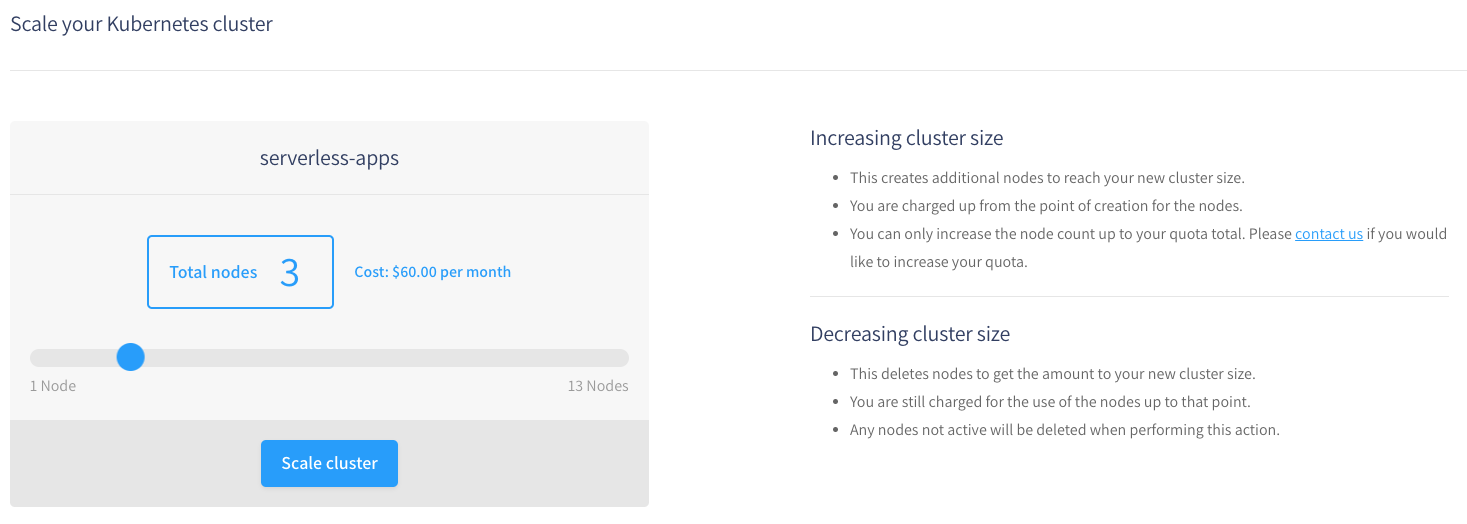 Scale your Kubernetes cluster
serverless-apps
Total nodes 3
Cost: $60.00 per month
1 Node
13 Nodes
Scale cluster
Increasing cluster size
This creates additional nodes to reach your new cluster size.
You are charged up from the point of creation for the nodes.
You can only increase the node count up to your quota total. Please contact us if you would
like to increase your quota.
Decreasing cluster size
This deletes nodes to get the amount to your new cluster size.
You are still charged for the use of the nodes up to that point.
Any nodes not active will be deleted when performing this action.